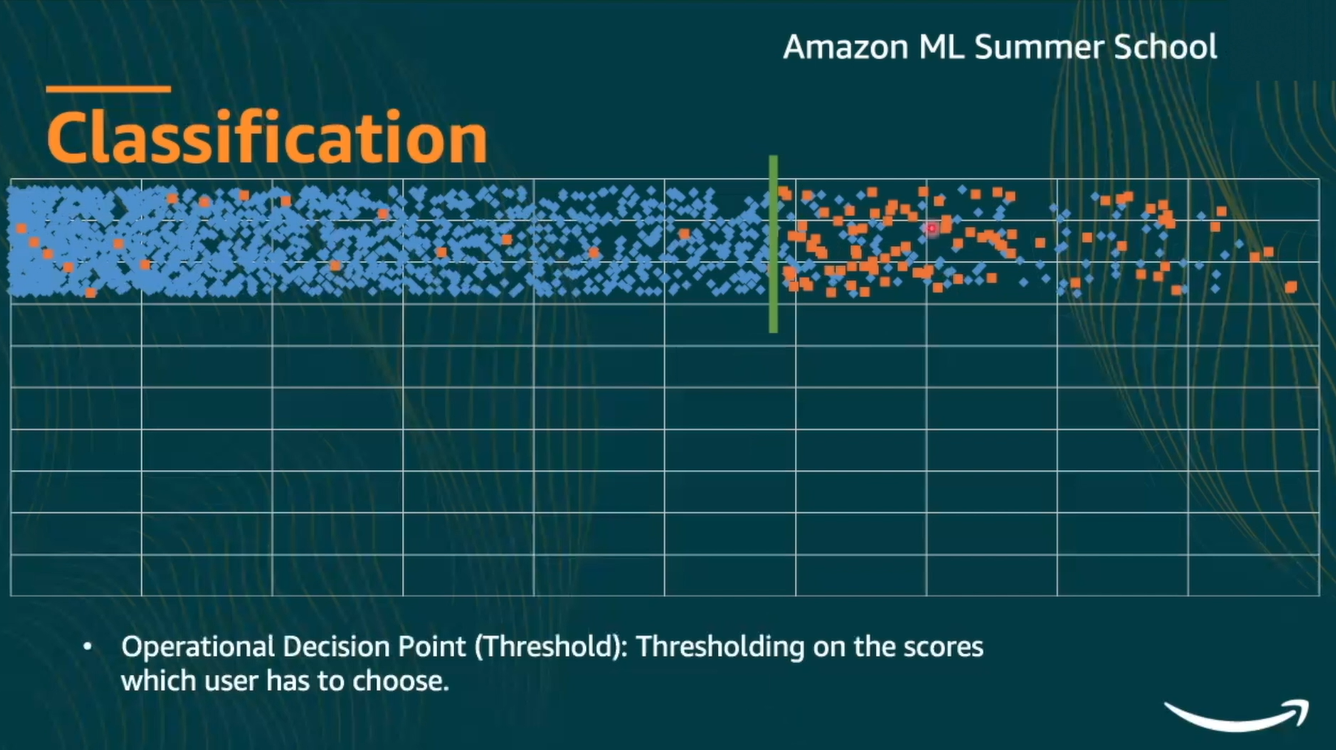 Amazon ML Summer School
Classification
• Operational Decision Point (Threshold): Thresholding on the scores
which user has to choose.